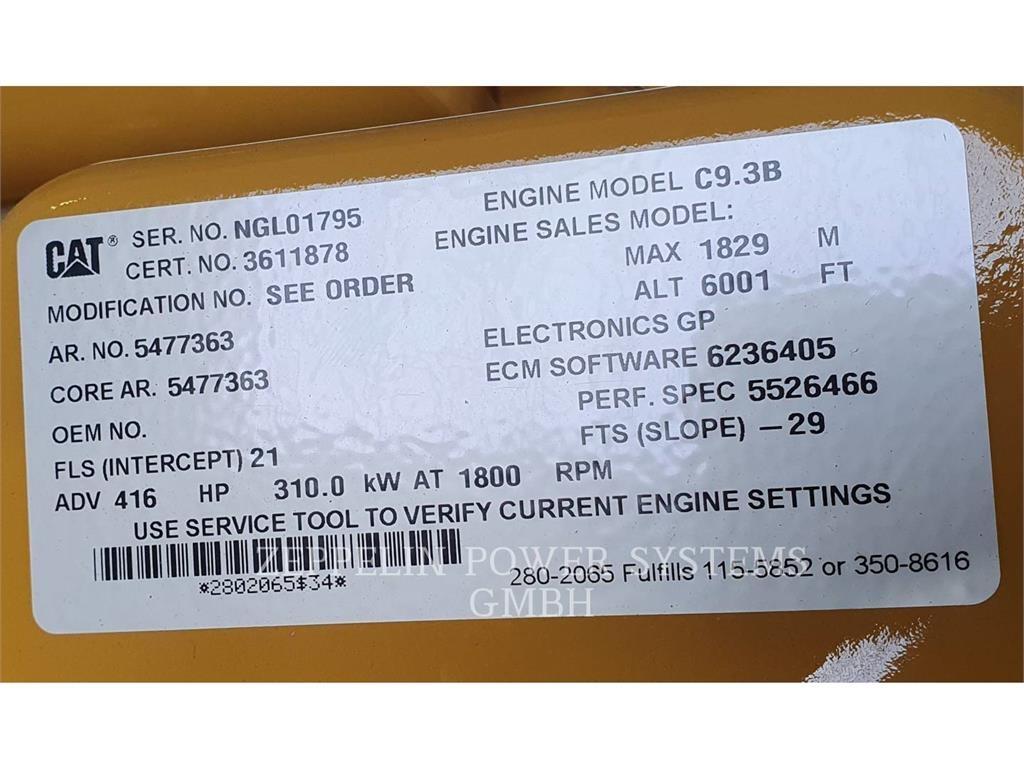 CAT® SER. NO. NGL01795
CERT. NO. 3611878
MODIFICATION NO. SEE ORDER
AR. NO. 5477363
CORE AR. 5477363
OEM NO.
FLS (INTERCEPT) 21
ENGINE MODEL C9.3B
ENGINE SALES MODEL:
MAX 1829 M
ALT 6001 FT
ELECTRONICS GP
ECM SOFTWARE 6236405
PERF. SPEC 5526466
FTS (SLOPE) -29
ADV 416 HP 310.0 kW AT 1800 RPM
USE SERVICE TOOL TO VERIFY CURRENT ENGINE SETTINGS
*2802065$34*
280-2065 Fulfills 115-5852 or 350-8616
ZEPPELIN POWER SYSTEMS
GMBH